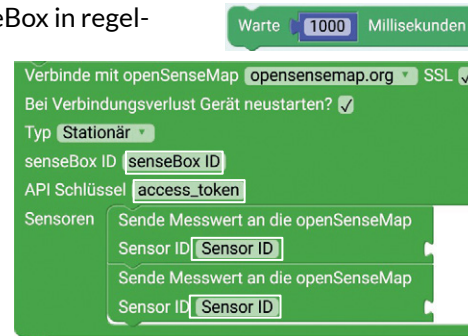 eBox in regel-
Warte 1000 Millisekunden
Verbinde mit openSenseMap opensensemap.org SSL
Bei Verbindungsverlust Gerät neustarten?
Typ Stationär
senseBox ID senseBox ID
API Schlüssel access_token
Sensoren Sende Messwert an die openSenseMap
Sensor ID Sensor ID
Sende Messwert an die openSenseMap
Sensor ID Sensor ID